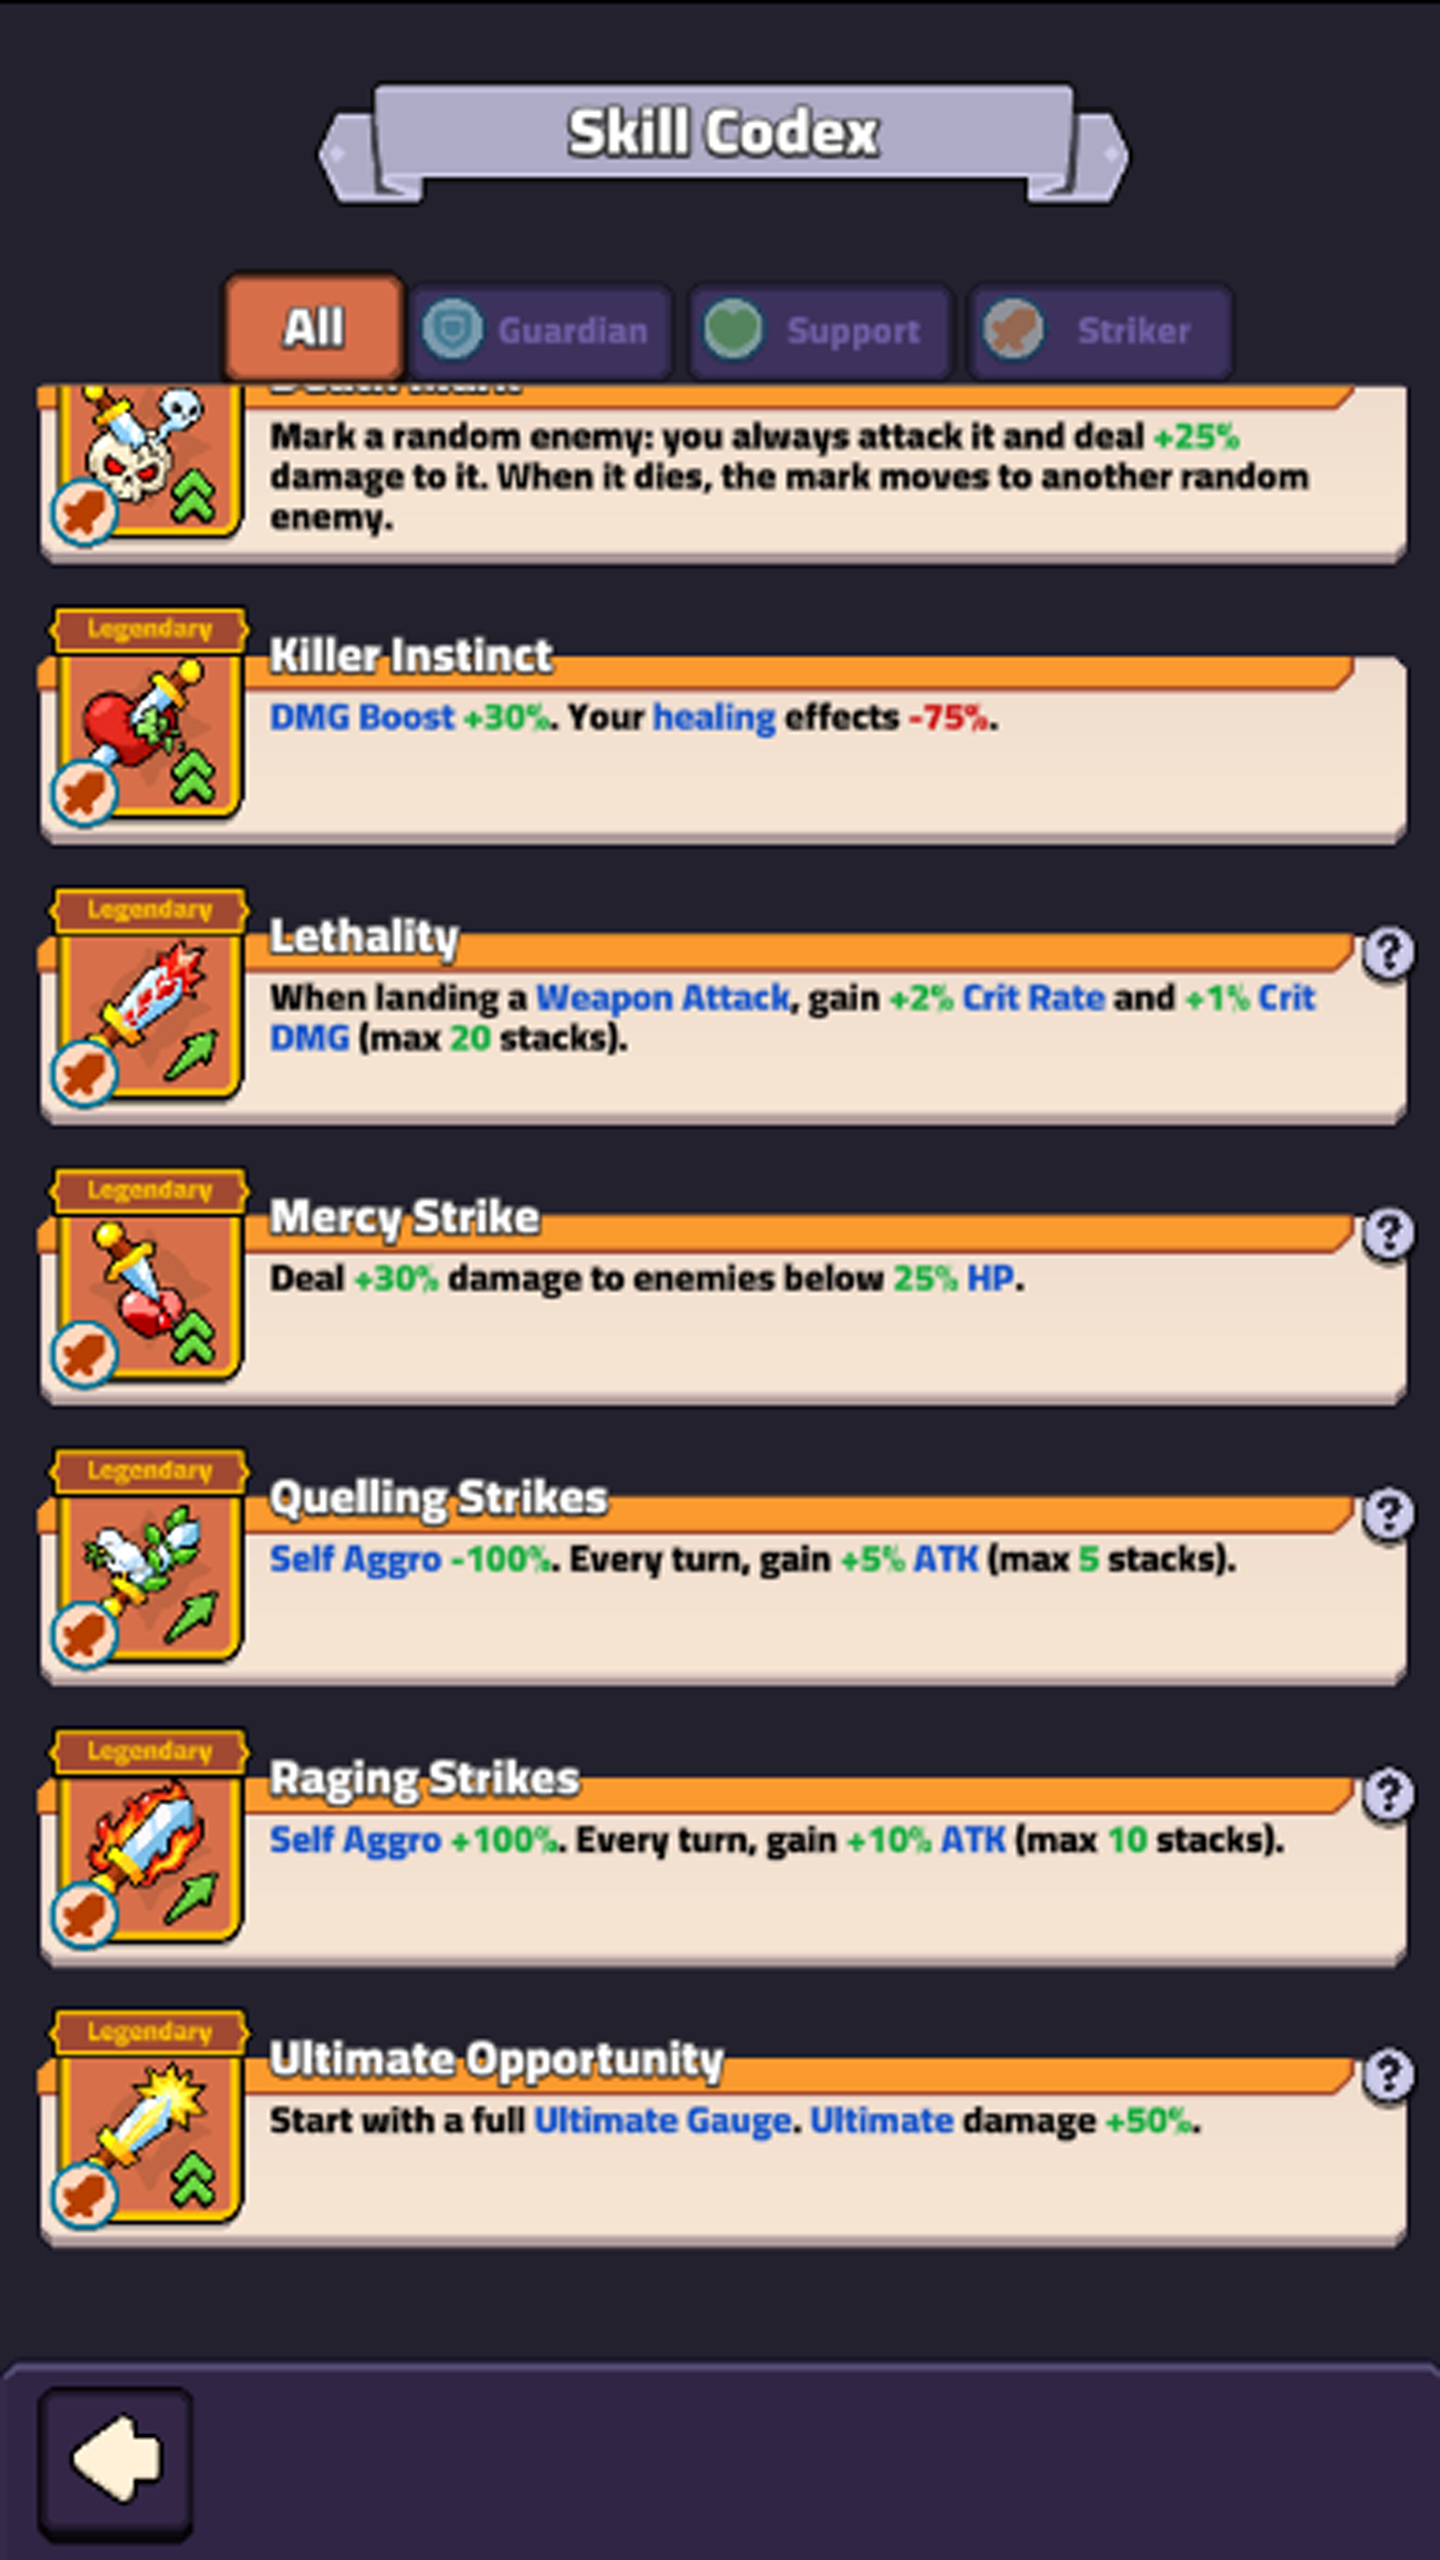 Skill Codex
All
Guardian
Support
Striker
Mark a random enemy: you always attack it and deal +25%
damage to it. When it dies, the mark moves to another random
enemy.
Legendary
Killer Instinct
DMG Boost +30%. Your healing effects -75%.
Legendary
Lethality
?
When landing a Weapon Attack, gain +2% Crit Rate and +1% Crit
DMG (max 20 stacks).
Legendary
Mercy Strike
?
Deal +30% damage to enemies below 25% HP.
Legendary
Quelling Strikes
?
Self Aggro -100%. Every turn, gain +5% ATK (max 5 stacks).
Legendary
Raging Strikes
?
Self Aggro +100%. Every turn, gain +10% ATK (max 10 stacks).
Legendary
Ultimate Opportunity
?
Start with a full Ultimate Gauge. Ultimate damage +50%.